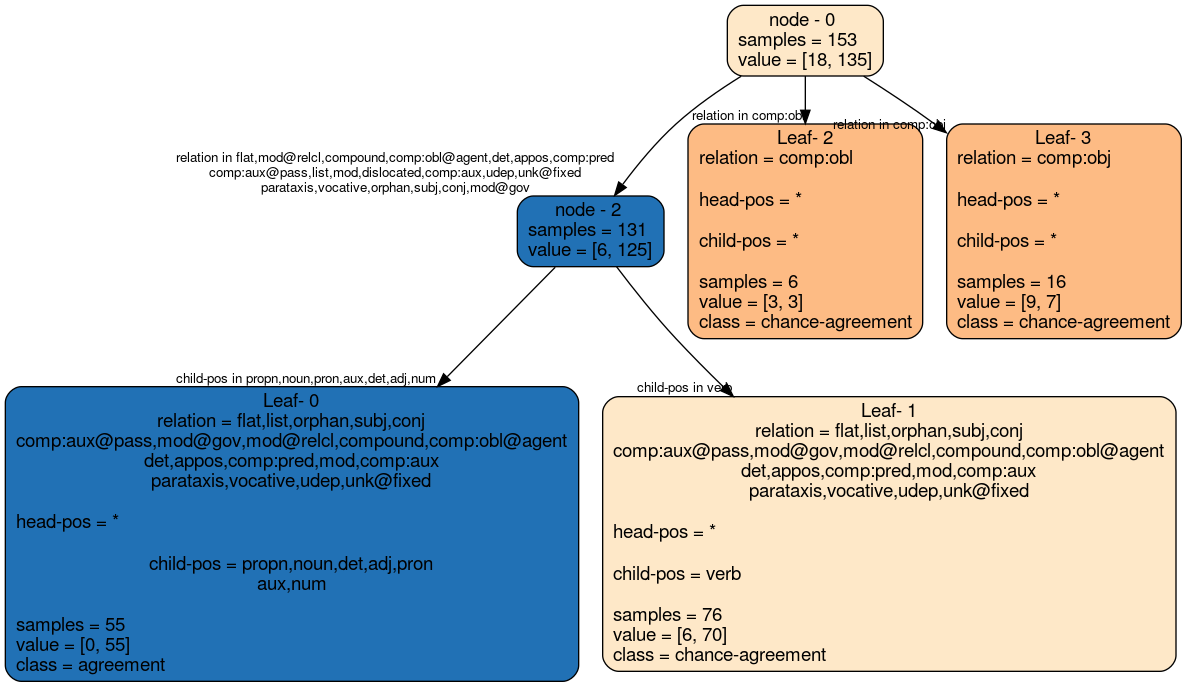 node - 0
samples = 153
value = [18, 135]
relation in comp:obl
relation in comp:obj
relation in flat,mod@relcl,compound,comp:obl@agent,det,appos,comp:pred
comp:aux@pass,list,mod,dislocated,comp:aux,udep,unk@fixed
parataxis,vocative,orphan,subj,conj,mod@gov
node - 2
samples = 131
value = [6, 125]
Leaf- 2
relation = comp:obl
head-pos = *
child-pos = *
samples = 6
value = [3, 3]
class = chance-agreement
Leaf- 3
relation = comp:obj
head-pos = *
child-pos = *
samples = 16
value = [9, 7]
class = chance-agreement
child-pos in propn,noun,pron,aux,det,adj,num
child-pos in verb
Leaf- 0
relation = flat,list,orphan,subj,conj
comp:aux@pass,mod@gov,mod@relcl,compound,comp:obl@agent
det,appos,comp:pred,mod,comp:aux
parataxis,vocative,udep,unk@fixed
head-pos = *
child-pos = propn,noun,det,adj,pron
aux,num
samples = 55
value = [0, 55]
class = agreement
Leaf- 1
relation = flat,list,orphan,subj,conj
comp:aux@pass,mod@gov,mod@relcl,compound,comp:obl@agent
det,appos,comp:pred,mod,comp:aux
parataxis,vocative,udep,unk@fixed
head-pos = *
child-pos = verb
samples = 76
value = [6, 70]
class = chance-agreement